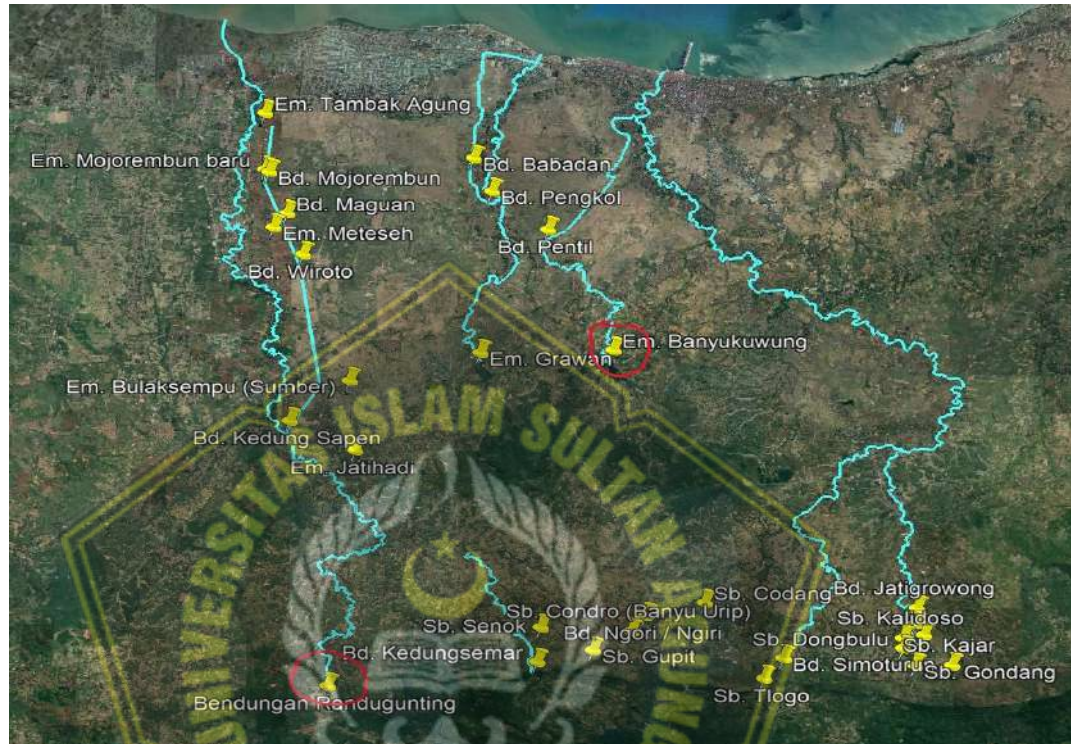 Em. Tambak Agung
Em. Mojorembun baru
Bd. Mojorembun
Bd. Babadan
Bd. Maguan
Bd. Pengkol
Em. Meteseh
Bd. Pentil
Bd. Wiroto
Em. Banyukuwung
Em. Grawan
Em. Bulaksempu (Sumber)
Bd. Kedung Sapen
Em. Jatihadi
Bd. Jatigrowong
Sb. Codang
Sb. Condro (Banyu Urip)
Sb. Kalidoso
Sb. Senok
Bd. Ngori / Ngiri
Sb. Dongbulu
Sb. Kajar
Bd. Kedungsemar
Sb. Gupit
Bd. Simoturun
Sb. Gondang
Sb. Tlogo
Bendungan Randugunting
UNIVERSITAS ISLAM SULTAN